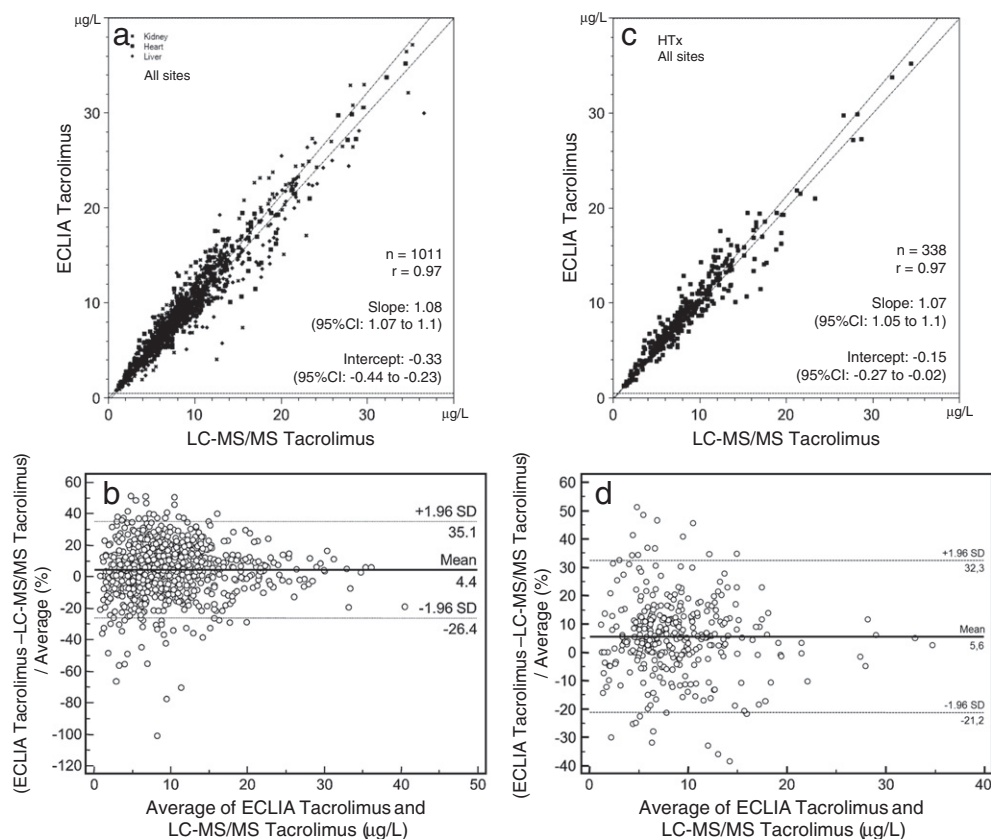 μg/L
a
Kidney
Heart
Liver
All sites
30
20
10
0
ECLIA Tacrolimus
n = 1011
r = 0.97
Slope: 1.08
(95%CI: 1.07 to 1.1)
Intercept: -0.33
(95%CI: -0.44 to -0.23)
0 10 20 30 μg/L
LC-MS/MS Tacrolimus
μg/L
c
HTx
All sites
30
20
10
0
ECLIA Tacrolimus
n = 338
r = 0.97
Slope: 1.07
(95%CI: 1.05 to 1.1)
Intercept: -0.15
(95%CI: -0.27 to -0.02)
0 10 20 30 μg/L
LC-MS/MS Tacrolimus
b
(ECLIA Tacrolimus–LC-MS/MS Tacrolimus)
/ Average (%)
60
40
20
0
-20
-40
-60
-80
-100
-120
+1.96 SD
35.1
Mean
4.4
-1.96 SD
-26.4
0 10 20 30 40 50
Average of ECLIA Tacrolimus and
LC-MS/MS Tacrolimus (μg/L)
d
(ECLIA Tacrolimus–LC-MS/MS Tacrolimus)
/ Average (%)
60
50
40
30
20
10
0
-10
-20
-30
-40
+1.96 SD
32,3
Mean
5,6
-1.96 SD
-21,2
0 10 20 30 40
Average of ECLIA Tacrolimus and
LC-MS/MS Tacrolimus (μg/L)